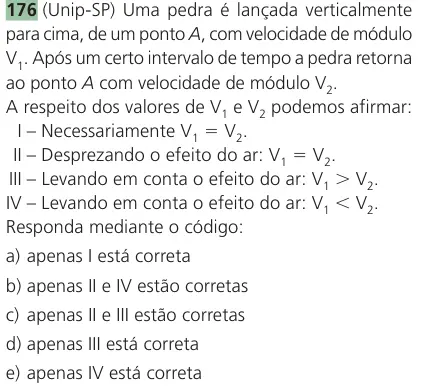 176 (Unip-SP) Uma pedra é lançada verticalmente
para cima, de um ponto A, com velocidade de módulo
V₁. Após um certo intervalo de tempo a pedra retorna
ao ponto A com velocidade de módulo V₂.
A respeito dos valores de V₁ e V₂ podemos afirmar:
I – Necessariamente V₁ = V₂.
II – Desprezando o efeito do ar: V₁ = V₂.
III – Levando em conta o efeito do ar: V₁ > V₂.
IV – Levando em conta o efeito do ar: V₁ < V₂.
Responda mediante o código:
a) apenas I está correta
b) apenas II e IV estão corretas
c) apenas II e III estão corretas
d) apenas III está correta
e) apenas IV está correta